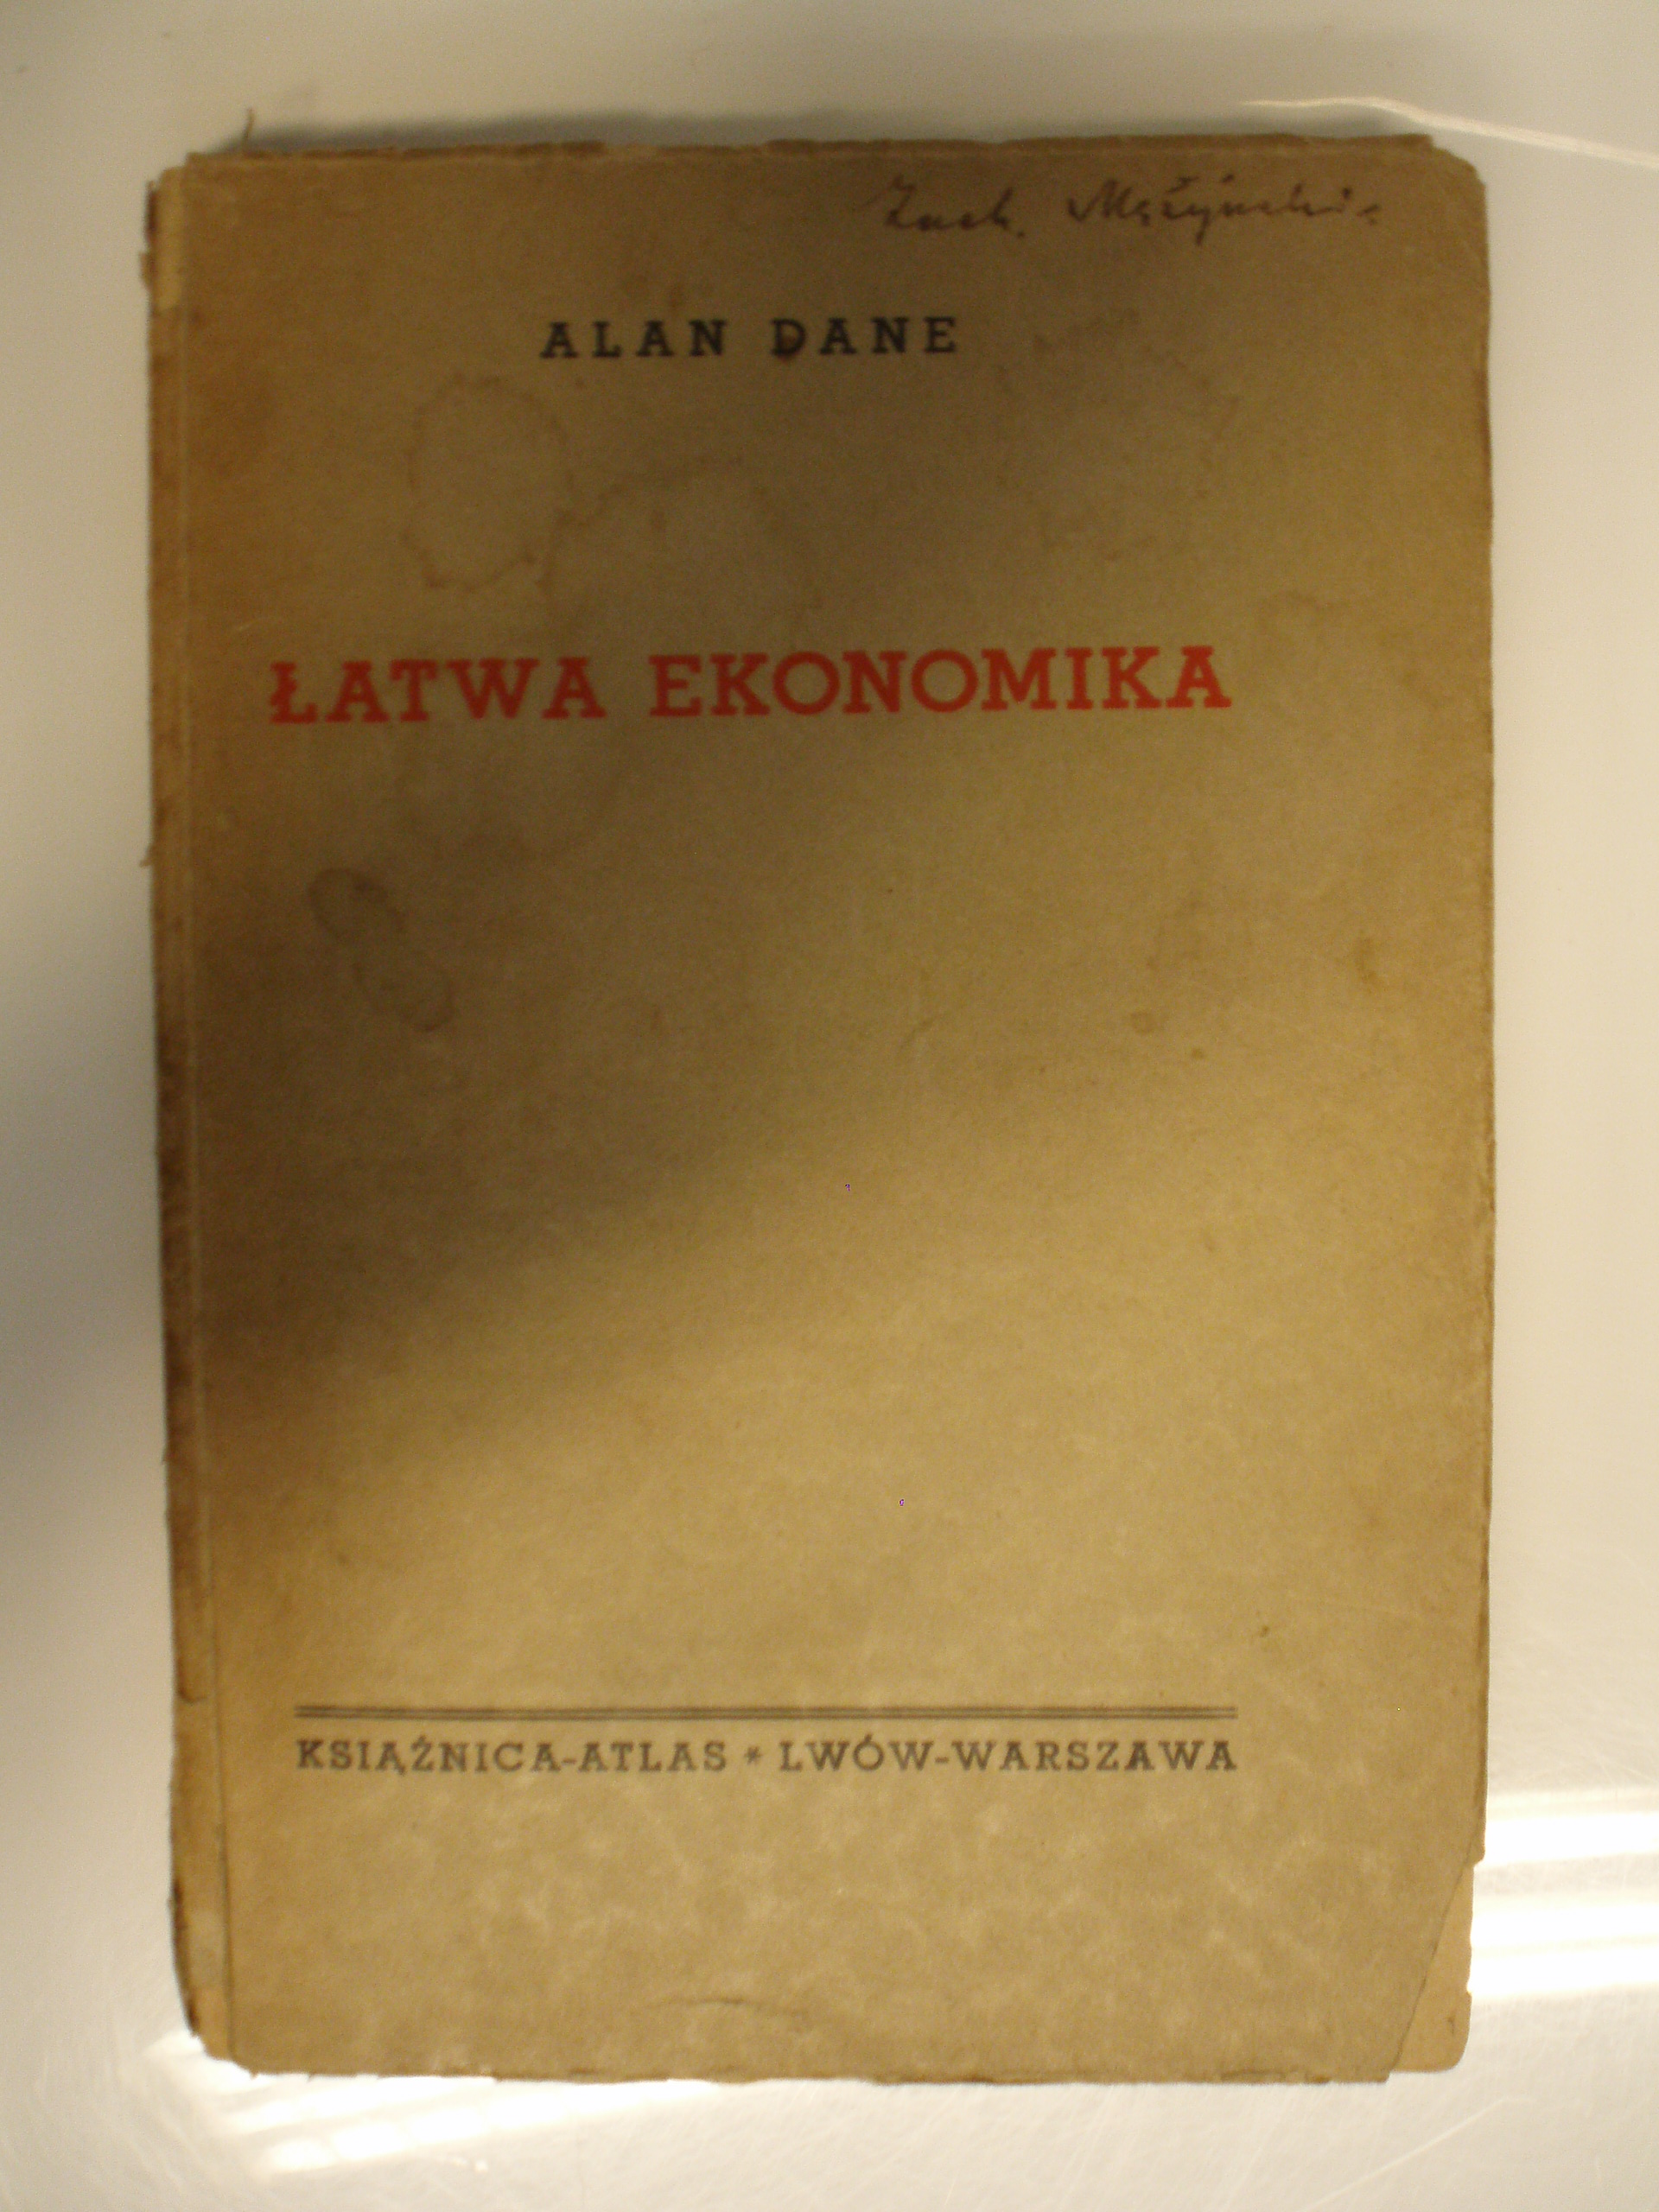 ALAN DANE
ŁATWA EKONOMIKA
KSIĄŻNICA-ATLAS * LWÓW-WARSZAWA